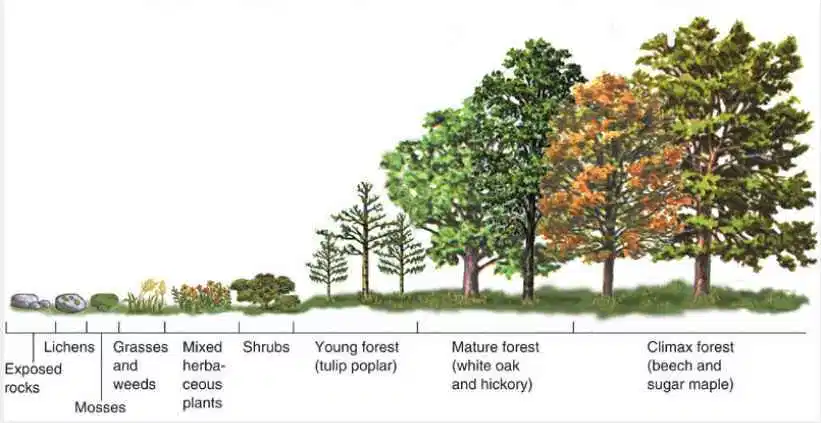 Exposed
rocks
Lichens
Mosses
Grasses
and
weeds
Mixed
herba-
ceous
plants
Shrubs
Young forest
(tulip poplar)
Mature forest
(white oak
and hickory)
Climax forest
(beech and
sugar maple)